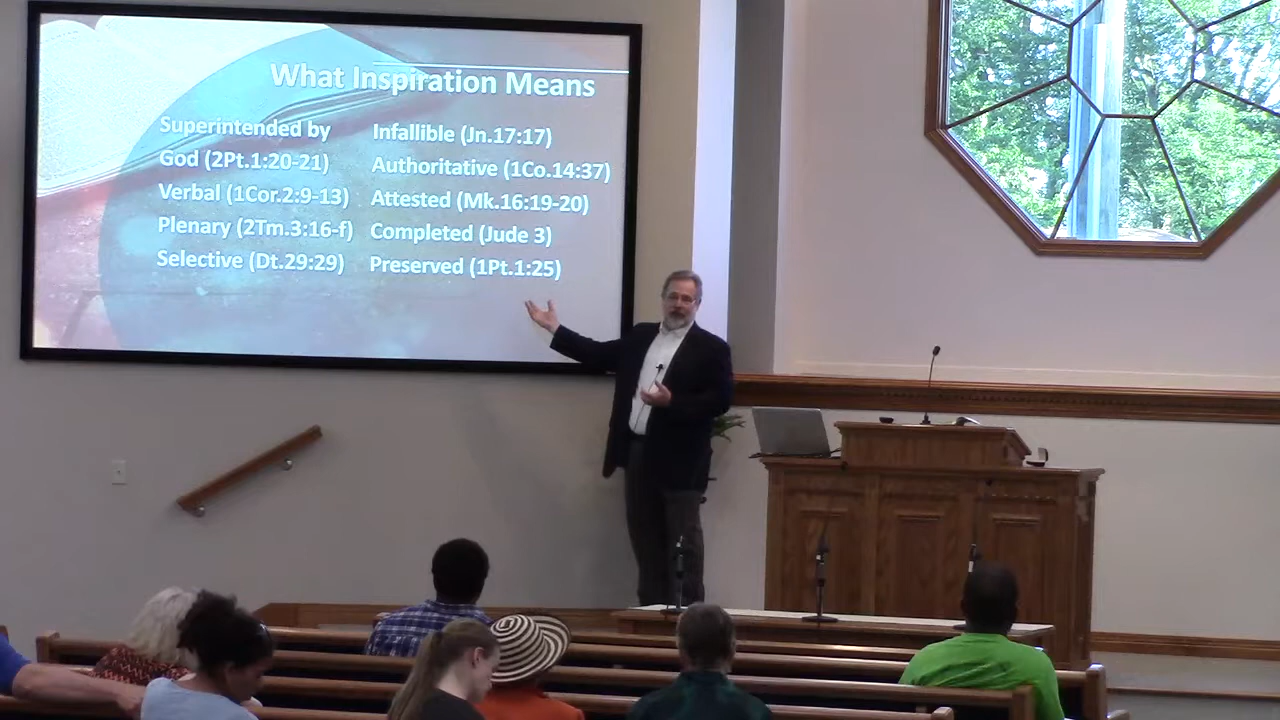 What Inspiration Means
Superintended by
God (2Pt.1:20-21)
Verbal (1Cor.2:9-13)
Plenary (2Tm.3:16-f)
Selective (Dt.29:29)
Infallible (Jn.17:17)
Authoritative (1Co.14:37)
Attested (Mk.16:19-20)
Completed (Jude 3)
Preserved (1Pt.1:25)